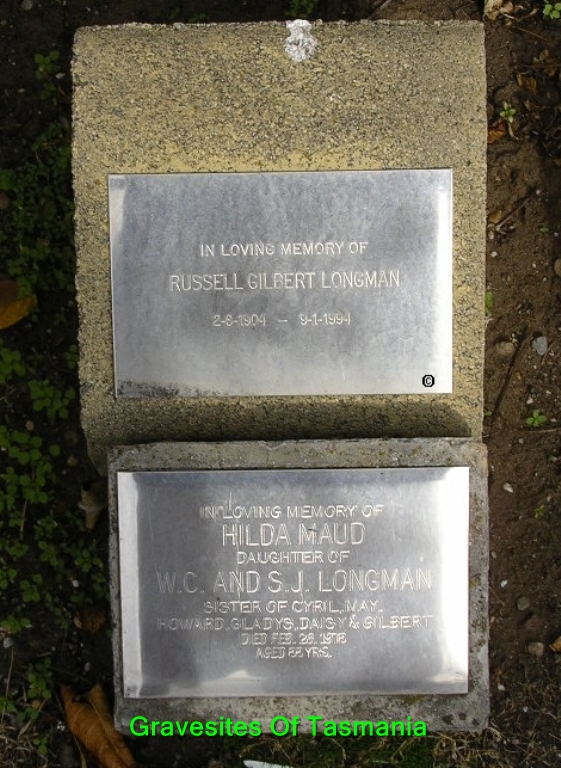 IN LOVING MEMORY OF
RUSSELL GILBERT LONGMAN
2-8-1904 – 9-1-1994
©
IN LOVING MEMORY OF
HILDA MAUD
DAUGHTER OF
W.C. AND S.J. LONGMAN
SISTER OF CYRIL, MAY,
HOWARD, GLADYS, DAISY & GILBERT
DIED FEB. 26. 1978
AGED 88 YRS.
Gravesites Of Tasmania